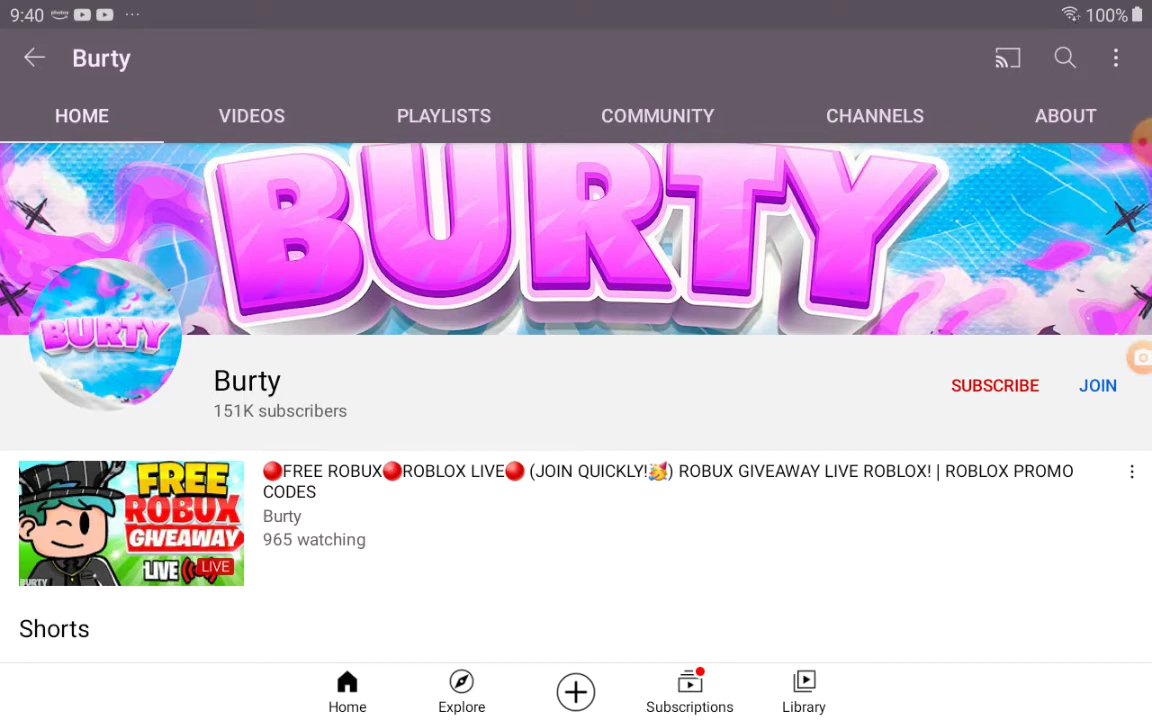 9:40
100%
Burty
HOME VIDEOS PLAYLISTS COMMUNITY CHANNELS ABOUT
BURTY
BURTY
Burty
151K subscribers
SUBSCRIBE JOIN
FREE
ROBUX
GIVEAWAY
LIVE LIVE
BURTY
🔴FREE ROBUX🔴ROBLOX LIVE🔴 (JOIN QUICKLY!🥳) ROBUX GIVEAWAY LIVE ROBLOX! | ROBLOX PROMO
CODES
Burty
965 watching
Shorts
Home Explore Subscriptions Library